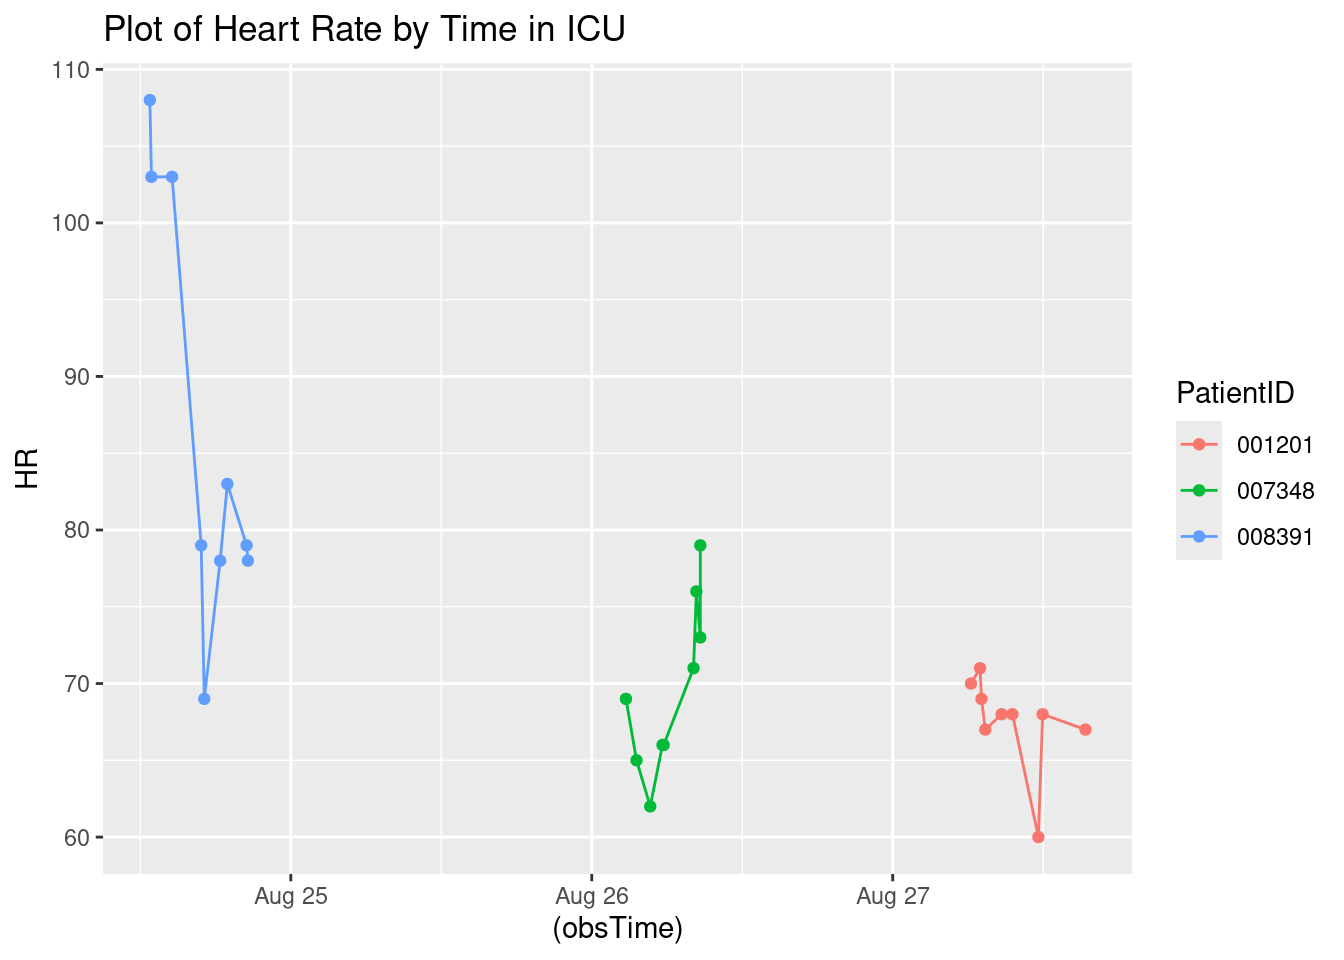 Plot of Heart Rate by Time in ICU
110
100
90
80
70
60
HR
Aug 25
Aug 26
Aug 27
(obsTime)
PatientID
001201
007348
008391